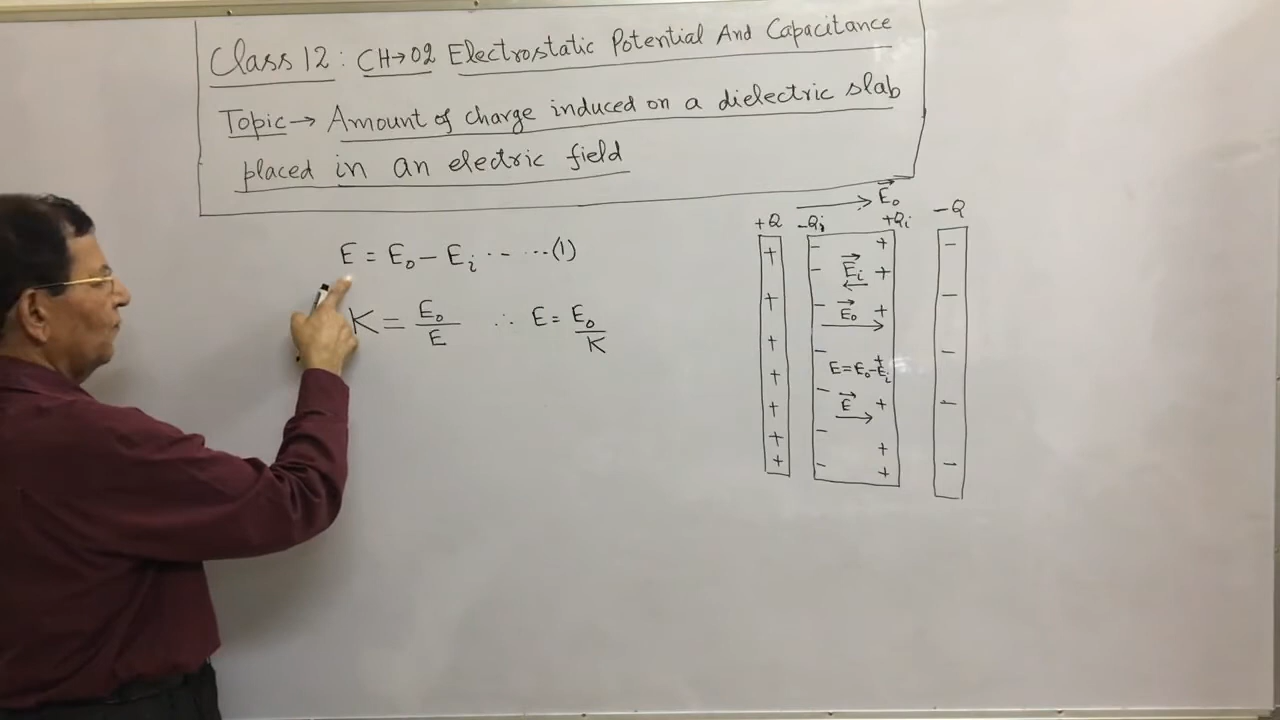 Class 12 : CH→02 Electrostatic Potential And Capacitance
Topic → Amount of charge induced on a dielectric slab
placed in an electric field
E = E₀ − Eᵢ - - - - - (1)
K = E₀/E ∴ E = E₀/K
→E₀
+Q −Qᵢ +Qᵢ −Q
→Eᵢ
→E₀
E = E₀ − Eᵢ
→E